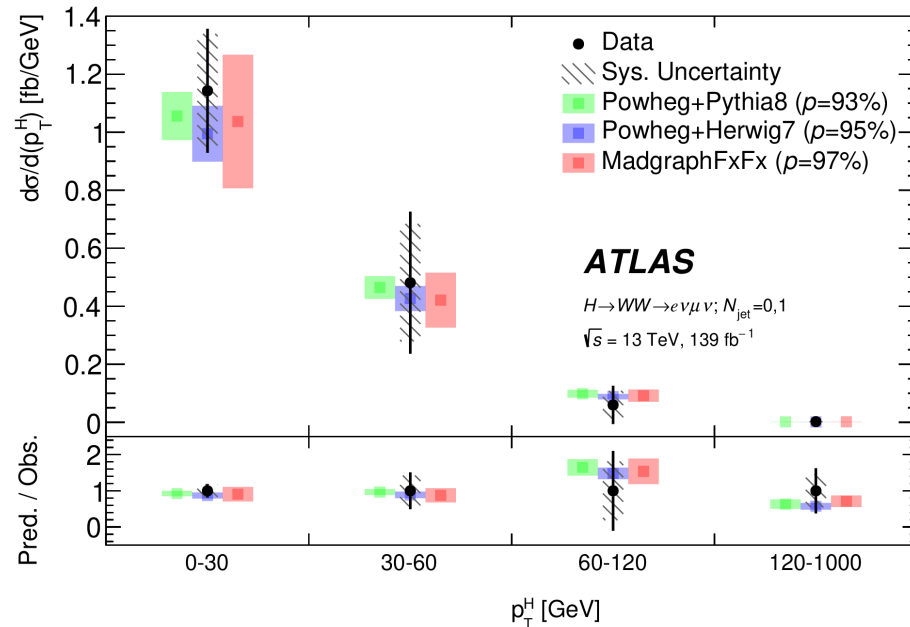 dσ/d(p_T^H) [fb/GeV]
1.4
1.2
1
0.8
0.6
0.4
0.2
0
Data
Sys. Uncertainty
Powheg+Pythia8 (p=93%)
Powheg+Herwig7 (p=95%)
MadgraphFxFx (p=97%)
ATLAS
H→WW→eνμν; N_jet=0,1
√s = 13 TeV, 139 fb⁻¹
Pred. / Obs.
2
1
0
0-30 30-60 60-120 120-1000
p_T^H [GeV]